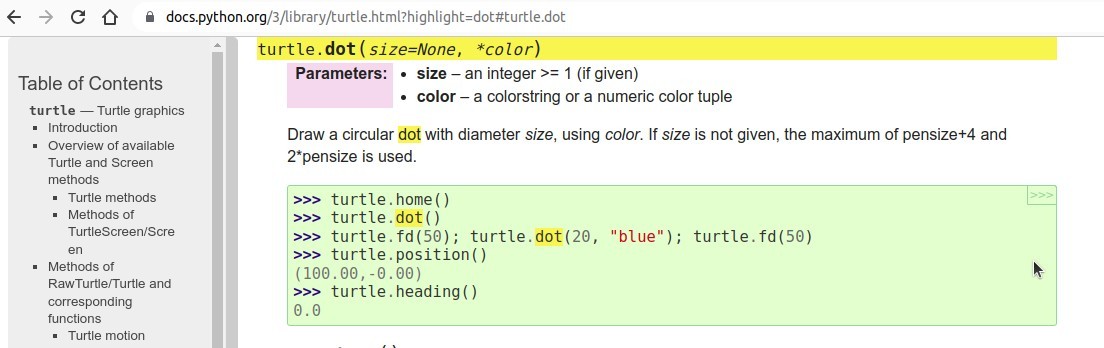 docs.python.org/3/library/turtle.html?highlight=dot#turtle.dot
Table of Contents
turtle — Turtle graphics
▪ Introduction
▪ Overview of available
Turtle and Screen
methods
▪ Turtle methods
▪ Methods of
TurtleScreen/Scre
en
▪ Methods of
RawTurtle/Turtle and
corresponding
functions
▪ Turtle motion
turtle.dot(size=None, *color)
Parameters: • size – an integer >= 1 (if given)
• color – a colorstring or a numeric color tuple
Draw a circular dot with diameter size, using color. If size is not given, the maximum of pensize+4 and
2*pensize is used.
>>>
>>> turtle.home()
>>> turtle.dot()
>>> turtle.fd(50); turtle.dot(20, "blue"); turtle.fd(50)
>>> turtle.position()
(100.00,-0.00)
>>> turtle.heading()
0.0